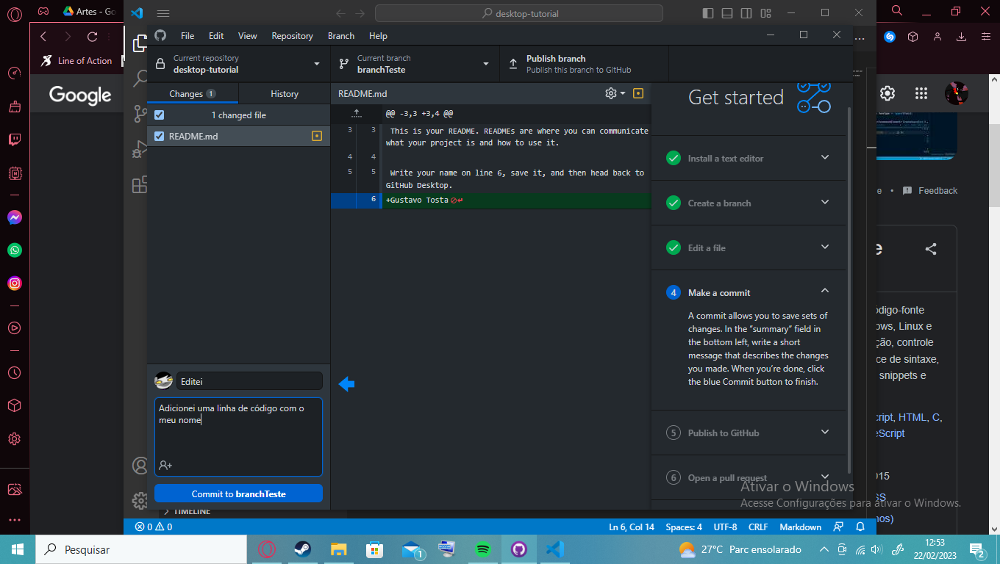 Artes - Go
desktop-tutorial
File Edit View Repository Branch Help
Line of Action
Current repository
desktop-tutorial
Current branch
branchTeste
Publish branch
Publish this branch to GitHub
Google
Changes 1
History
README.md
Get started
1 changed file
@@ -3,3 +3,4 @@
README.md
3 3 This is your README. READMEs are where you can communicate
what your project is and how to use it.
4 4
5 5 Write your name on line 6, save it, and then head back to
GitHub Desktop.
6 +Gustavo Tosta
Install a text editor
Create a branch
Edit a file
4 Make a commit
A commit allows you to save sets of
changes. In the “summary” field in
the bottom left, write a short
message that describes the changes
you made. When you’re done, click
the blue Commit button to finish.
5 Publish to GitHub
6 Open a pull request
Editei
Adicionei uma linha de código com o
meu nome
Commit to branchTeste
e • Feedback
e
ódigo-fonte
ows, Linux e
ção, controle
ce de sintaxe,
snippets e
cript, HTML, C,
eScript
015
SS
nos)
Ativar o Windows
Acesse Configurações para ativar o Windows.
TIMELINE
0 0
Ln 6, Col 14 Spaces: 4 UTF-8 CRLF Markdown
Pesquisar
1
27°C Parc ensolarado
12:53
22/02/2023
2